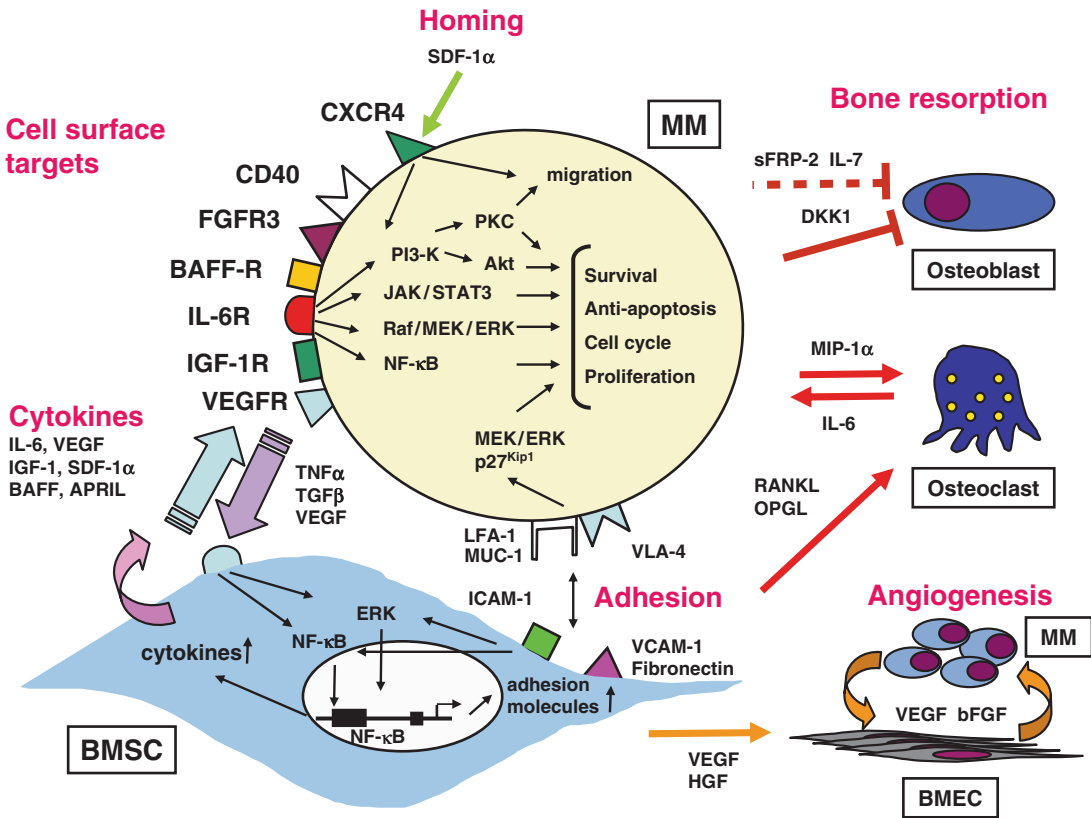 Homing
SDF-1α
CXCR4
MM
Bone resorption
Cell surface
targets
CD40
FGFR3
BAFF-R
IL-6R
IGF-1R
VEGFR
migration
PKC
PI3-K
Akt
JAK/STAT3
Raf/MEK/ERK
NF-κB
Survival
Anti-apoptosis
Cell cycle
Proliferation
MEK/ERK
p27Kip1
sFRP-2 IL-7
DKK1
Osteoblast
MIP-1α
IL-6
Osteoclast
RANKL
OPGL
Cytokines
IL-6, VEGF
IGF-1, SDF-1α
BAFF, APRIL
TNFα
TGFβ
VEGF
LFA-1
MUC-1
VLA-4
ICAM-1
Adhesion
VCAM-1
Fibronectin
ERK
NF-κB
cytokines
adhesion
molecules
NF-κB
BMSC
VEGF
HGF
Angiogenesis
MM
VEGF bFGF
BMEC